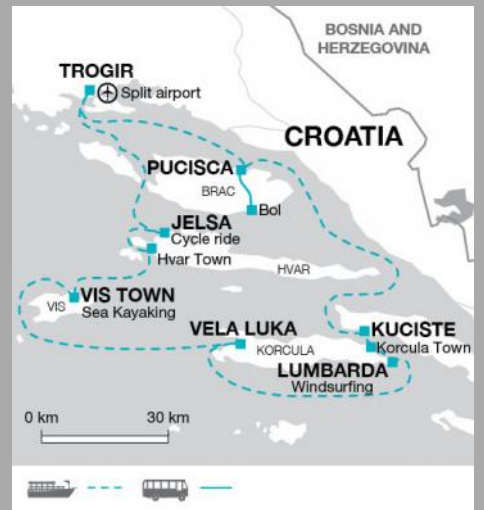 BOSNIA AND
HERZEGOVINA
TROGIR
Split airport
CROATIA
PUCISCA
BRAC
Bol
JELSA
Cycle ride
Hvar Town
HVAR
VIS TOWN
VIS
Sea Kayaking
VELA LUKA
KORCULA
KUCISTE
Korcula Town
LUMBARDA
Windsurfing
0 km
30 km